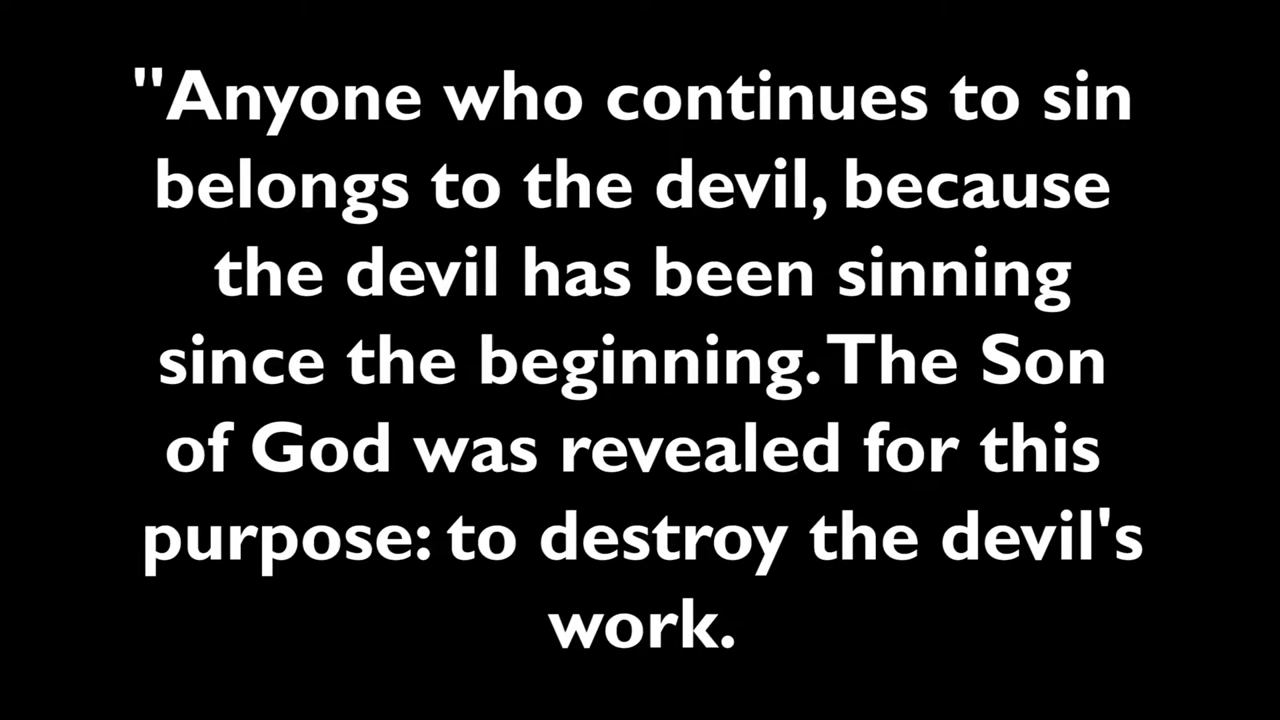 "Anyone who continues to sin
belongs to the devil, because
the devil has been sinning
since the beginning. The Son
of God was revealed for this
purpose: to destroy the devil's
work.